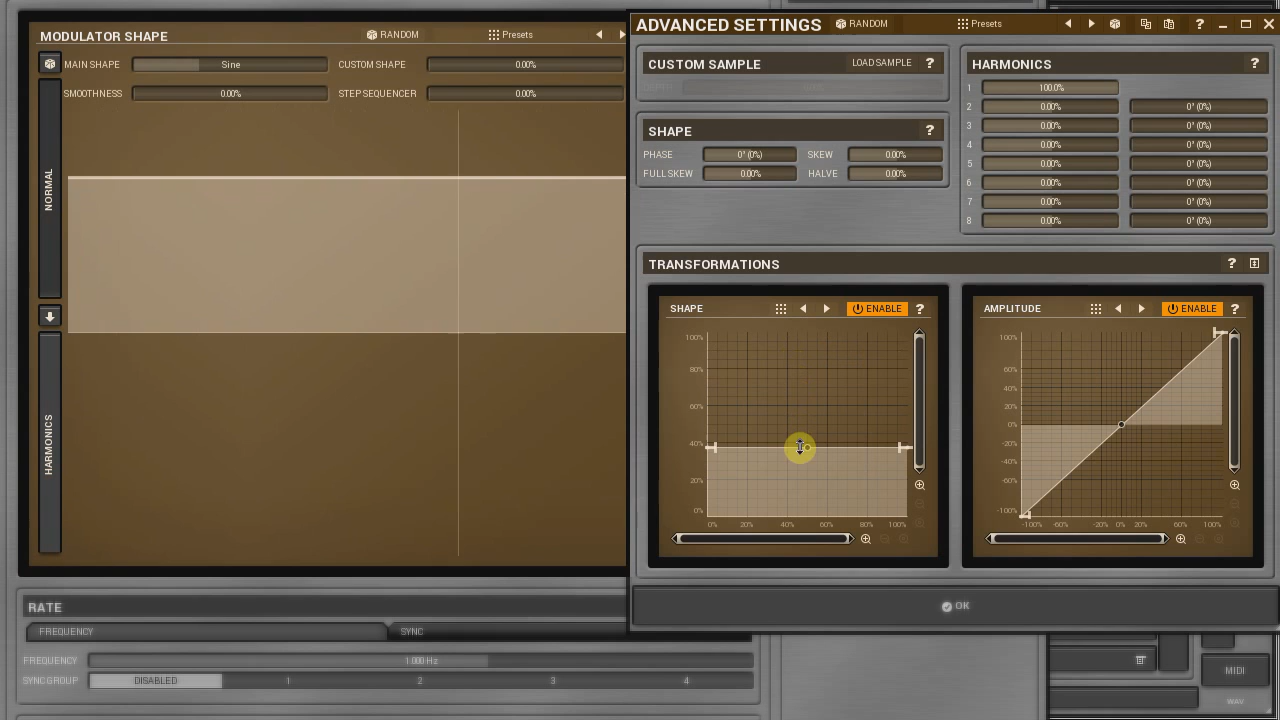 MODULATOR SHAPE
RANDOM
Presets
MAIN SHAPE
Sine
CUSTOM SHAPE
0.00%
SMOOTHNESS
0.00%
STEP SEQUENCER
0.00%
NORMAL
HARMONICS
RATE
FREQUENCY
SYNC
FREQUENCY
1.000 Hz
SYNC GROUP
DISABLED
1
2
3
4
ADVANCED SETTINGS
RANDOM
Presets
?
CUSTOM SAMPLE
LOAD SAMPLE
?
DEPTH
SHAPE
?
PHASE
0° (0%)
SKEW
0.00%
FULL SKEW
0.00%
HALVE
0.00%
HARMONICS
?
1
100.0%
2
0.00%
0° (0%)
3
0.00%
0° (0%)
4
0.00%
0° (0%)
5
0.00%
0° (0%)
6
0.00%
0° (0%)
7
0.00%
0° (0%)
8
0.00%
0° (0%)
TRANSFORMATIONS
?
SHAPE
ENABLE
?
100%
80%
60%
40%
20%
0%
0%
20%
40%
60%
80%
100%
AMPLITUDE
ENABLE
?
100%
60%
40%
20%
0%
-20%
-40%
-60%
-100%
-100%
-60%
-20%
0%
20%
60%
100%
OK
MIDI
WAV